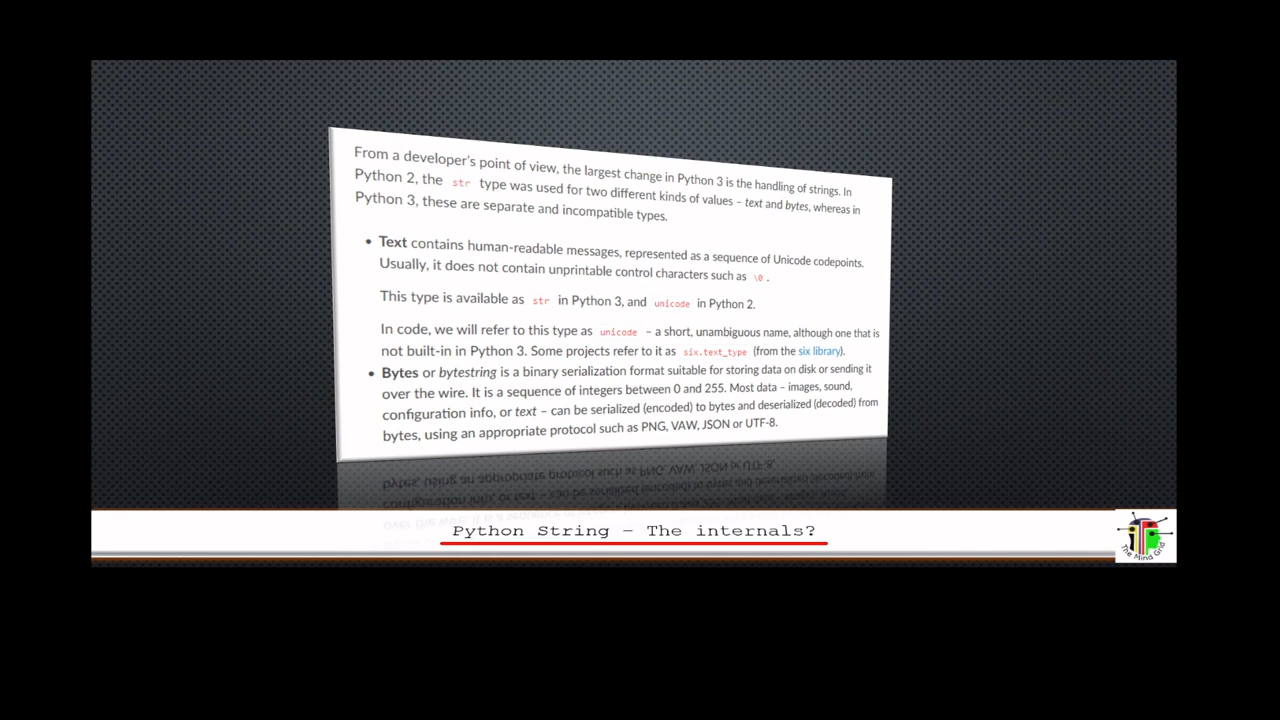 From a developer's point of view, the largest change in Python 3 is the handling of strings. In
Python 2, the str type was used for two different kinds of values – text and bytes, whereas in
Python 3, these are separate and incompatible types.
• Text contains human-readable messages, represented as a sequence of Unicode codepoints.
Usually, it does not contain unprintable control characters such as \0 .
This type is available as str in Python 3, and unicode in Python 2.
In code, we will refer to this type as unicode – a short, unambiguous name, although one that is
not built-in in Python 3. Some projects refer to it as six.text_type (from the six library).
• Bytes or bytestring is a binary serialization format suitable for storing data on disk or sending it
over the wire. It is a sequence of integers between 0 and 255. Most data – images, sound,
configuration info, or text – can be serialized (encoded) to bytes and deserialized (decoded) from
bytes, using an appropriate protocol such as PNG, VAW, JSON or UTF-8.
Python String – The internals?
The Mind Grid